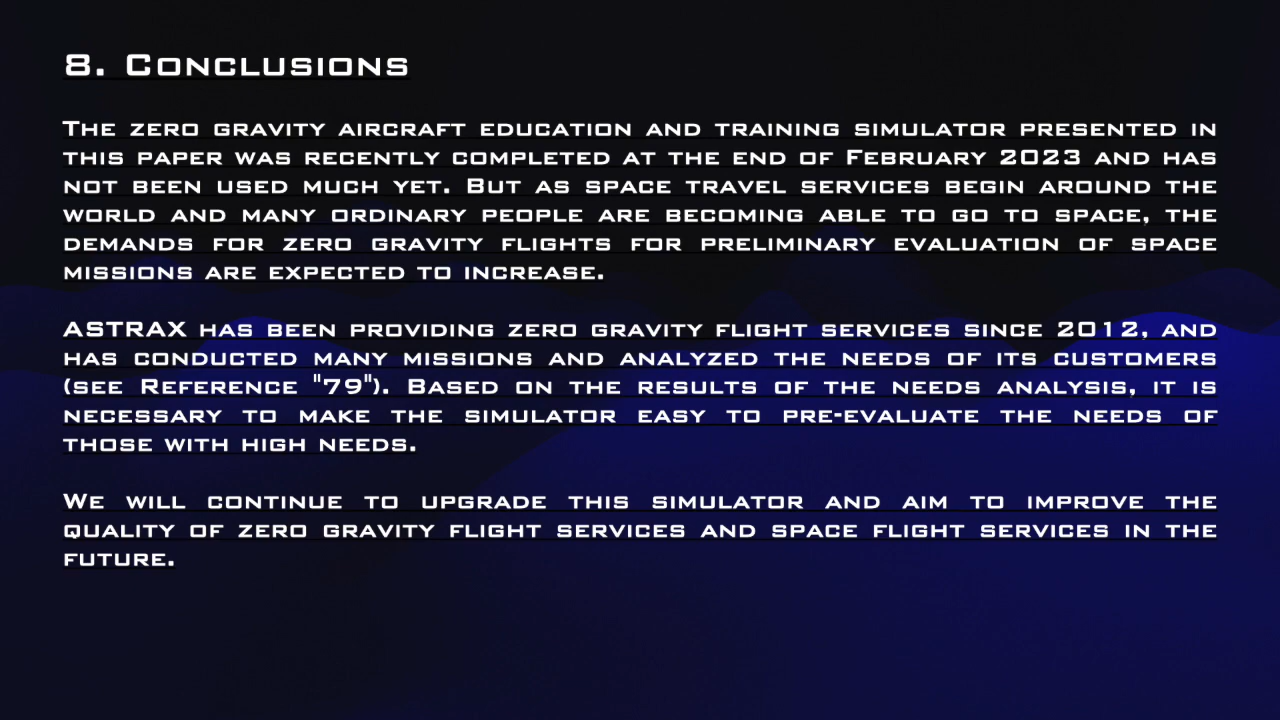 8. Conclusions
The zero gravity aircraft education and training simulator presented in
this paper was recently completed at the end of February 2023 and has
not been used much yet. But as space travel services begin around the
world and many ordinary people are becoming able to go to space, the
demands for zero gravity flights for preliminary evaluation of space
missions are expected to increase.
ASTRAX has been providing zero gravity flight services since 2012, and
has conducted many missions and analyzed the needs of its customers
(see Reference "79"). Based on the results of the needs analysis, it is
necessary to make the simulator easy to pre-evaluate the needs of
those with high needs.
We will continue to upgrade this simulator and aim to improve the
quality of zero gravity flight services and space flight services in the
future.